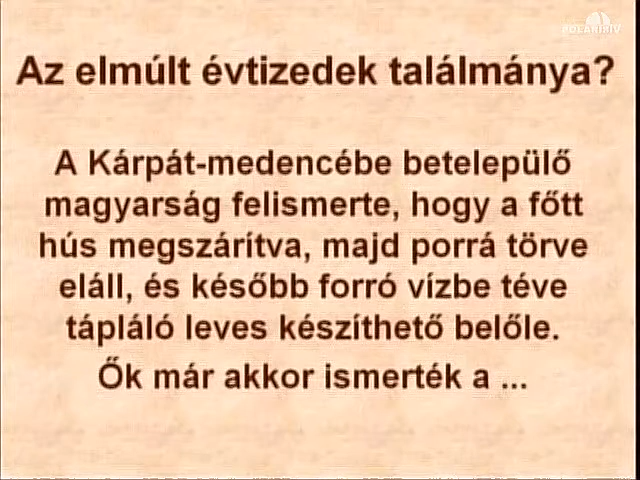 POLARKIV
Az elmúlt évtizedek találmánya?
A Kárpát-medencébe betelepülő
magyarság felismerte, hogy a főtt
hús megszárítva, majd porrá törve
eláll, és később forró vízbe téve
tápláló leves készíthető belőle.
Ők már akkor ismerték a ...